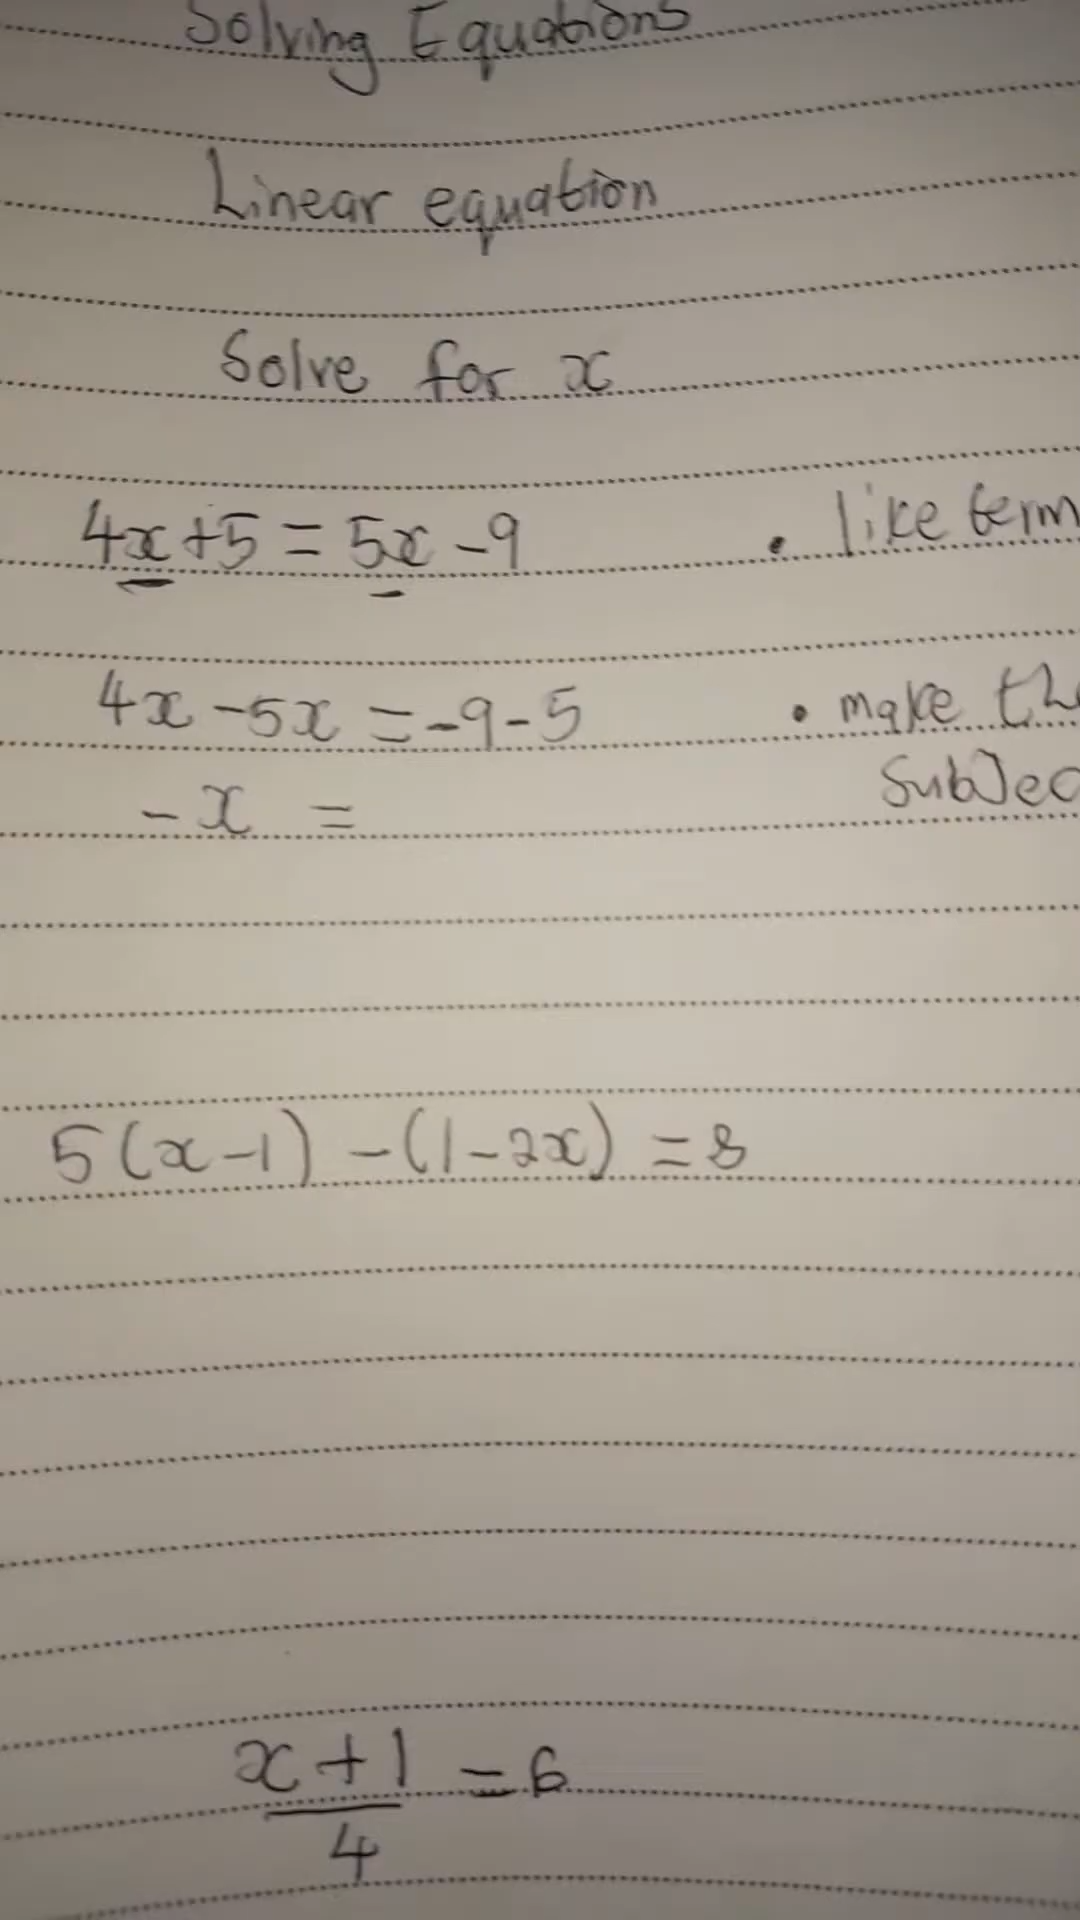 Solving Equations
Linear equation
Solve for x
4x+5 = 5x -9 • like term
4x -5x = -9-5 • make the
-x = Subjec
5(x-1) -(1-2x) = 8
x+1 = 6
4